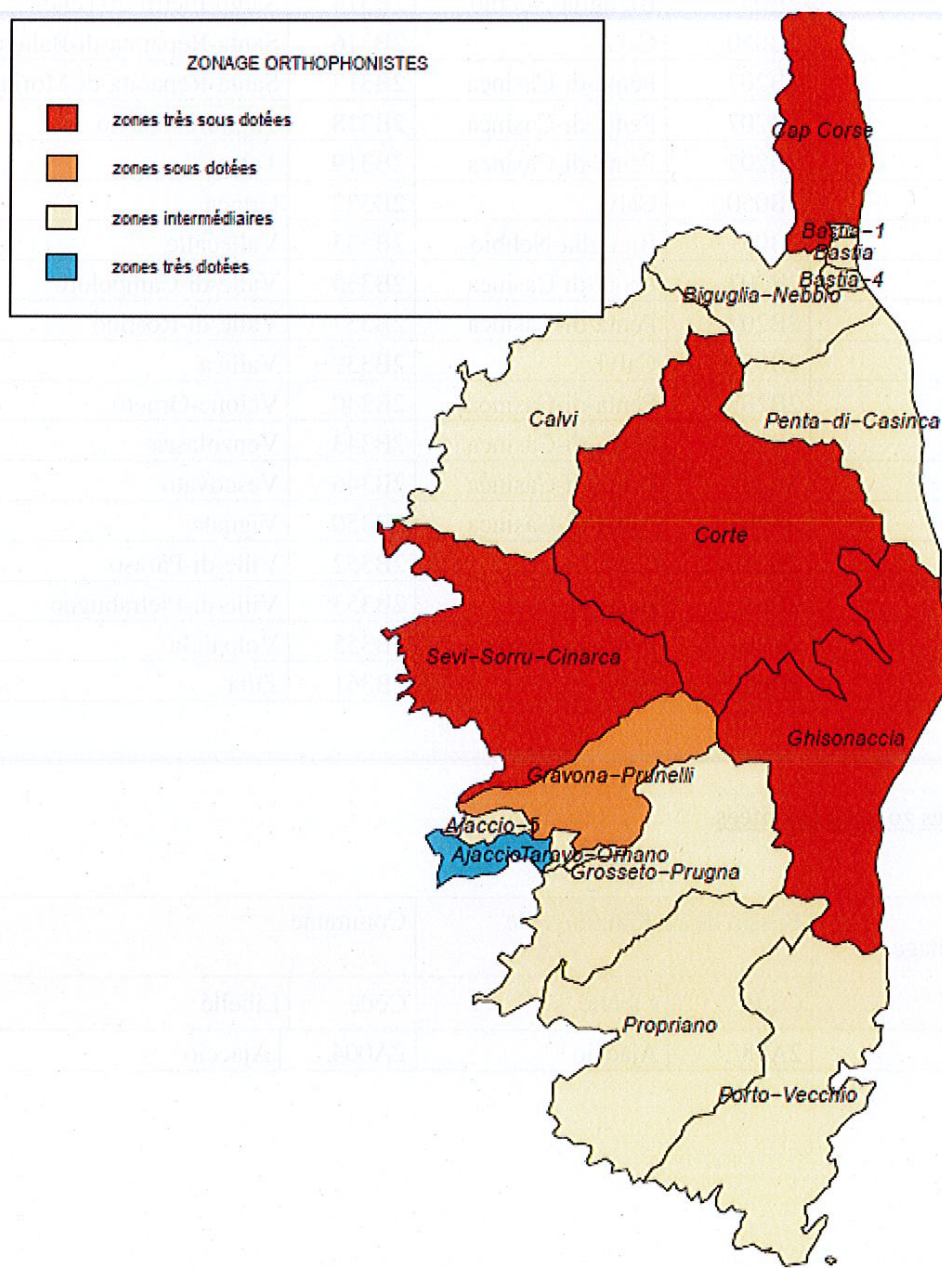 ZONAGE ORTHOPHONISTES
zones très sous dotées
zones sous dotées
zones intermédiaires
zones très dotées
Cap Corse
Bastia-1
Bastia
Bastia-4
Biguglia-Nebbio
Calvi
Penta-di-Casinca
Corte
Sevi-Sorru-Cinarca
Ghisonaccia
Gravona-Prunelli
Ajaccio-5
Ajaccio
Taravo-Ornano
Grosseto-Prugna
Propriano
Porto-Vecchio